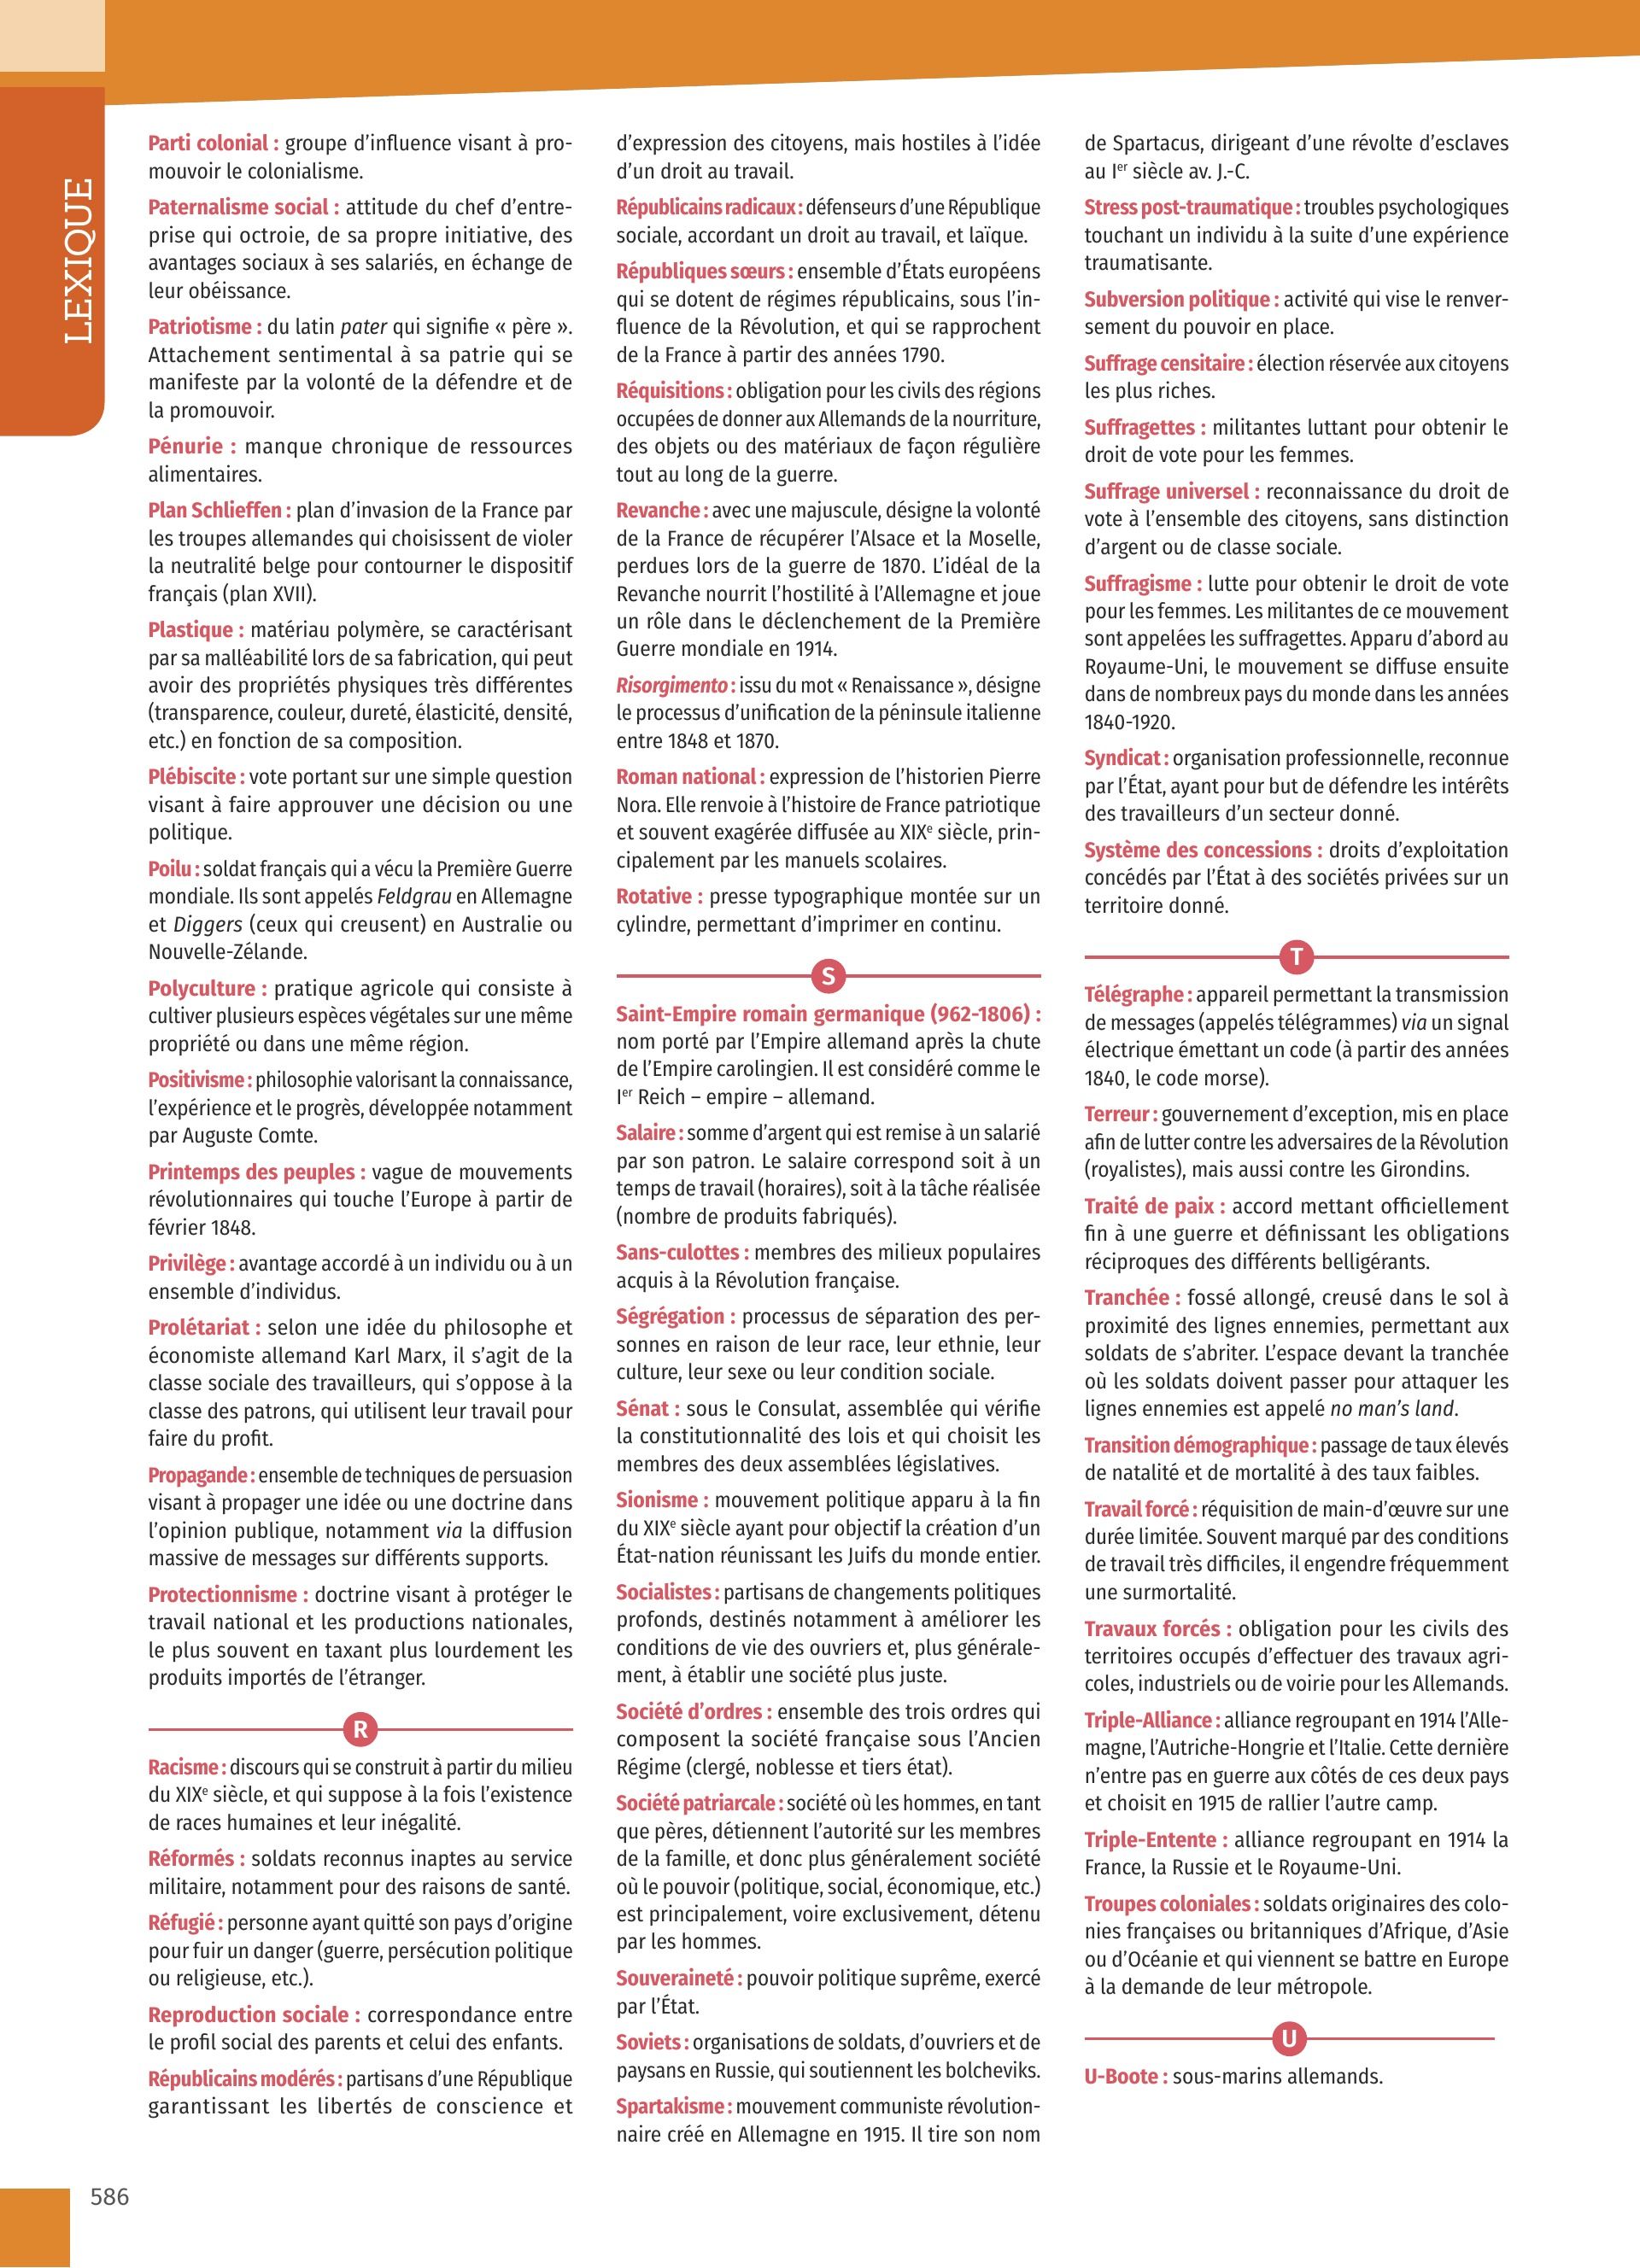 LEXIQUE
Parti colonial : groupe d’influence visant à pro-
mouvoir le colonialisme.
Paternalisme social : attitude du chef d’entre-
prise qui octroie, de sa propre initiative, des
avantages sociaux à ses salariés, en échange de
leur obéissance.
Patriotisme : du latin pater qui signifie « père ».
Attachement sentimental à sa patrie qui se
manifeste par la volonté de la défendre et de
la promouvoir.
Pénurie : manque chronique de ressources
alimentaires.
Plan Schlieffen : plan d’invasion de la France par
les troupes allemandes qui choisissent de violer
la neutralité belge pour contourner le dispositif
français (plan XVII).
Plastique : matériau polymère, se caractérisant
par sa malléabilité lors de sa fabrication, qui peut
avoir des propriétés physiques très différentes
(transparence, couleur, dureté, élasticité, densité,
etc.) en fonction de sa composition.
Plébiscite : vote portant sur une simple question
visant à faire approuver une décision ou une
politique.
Poilu : soldat français qui a vécu la Première Guerre
mondiale. Ils sont appelés Feldgrau en Allemagne
et Diggers (ceux qui creusent) en Australie ou
Nouvelle-Zélande.
Polyculture : pratique agricole qui consiste à
cultiver plusieurs espèces végétales sur une même
propriété ou dans une même région.
Positivisme : philosophie valorisant la connaissance,
l’expérience et le progrès, développée notamment
par Auguste Comte.
Printemps des peuples : vague de mouvements
révolutionnaires qui touche l’Europe à partir de
février 1848.
Privilège : avantage accordé à un individu ou à un
ensemble d’individus.
Prolétariat : selon une idée du philosophe et
économiste allemand Karl Marx, il s’agit de la
classe sociale des travailleurs, qui s’oppose à la
classe des patrons, qui utilisent leur travail pour
faire du profit.
Propagande : ensemble de techniques de persuasion
visant à propager une idée ou une doctrine dans
l’opinion publique, notamment via la diffusion
massive de messages sur différents supports.
Protectionnisme : doctrine visant à protéger le
travail national et les productions nationales,
le plus souvent en taxant plus lourdement les
produits importés de l’étranger.
R
Racisme : discours qui se construit à partir du milieu
du XIXe siècle, et qui suppose à la fois l’existence
de races humaines et leur inégalité.
Réformés : soldats reconnus inaptes au service
militaire, notamment pour des raisons de santé.
Réfugié : personne ayant quitté son pays d’origine
pour fuir un danger (guerre, persécution politique
ou religieuse, etc.).
Reproduction sociale : correspondance entre
le profil social des parents et celui des enfants.
Républicains modérés : partisans d’une République
garantissant les libertés de conscience et
d’expression des citoyens, mais hostiles à l’idée
d’un droit au travail.
Républicains radicaux : défenseurs d’une République
sociale, accordant un droit au travail, et laïque.
Républiques sœurs : ensemble d’États européens
qui se dotent de régimes républicains, sous l’in-
fluence de la Révolution, et qui se rapprochent
de la France à partir des années 1790.
Réquisitions : obligation pour les civils des régions
occupées de donner aux Allemands de la nourriture,
des objets ou des matériaux de façon régulière
tout au long de la guerre.
Revanche : avec une majuscule, désigne la volonté
de la France de récupérer l’Alsace et la Moselle,
perdues lors de la guerre de 1870. L’idéal de la
Revanche nourrit l’hostilité à l’Allemagne et joue
un rôle dans le déclenchement de la Première
Guerre mondiale en 1914.
Risorgimento : issu du mot « Renaissance », désigne
le processus d’unification de la péninsule italienne
entre 1848 et 1870.
Roman national : expression de l’historien Pierre
Nora. Elle renvoie à l’histoire de France patriotique
et souvent exagérée diffusée au XIXe siècle, prin-
cipalement par les manuels scolaires.
Rotative : presse typographique montée sur un
cylindre, permettant d’imprimer en continu.
S
Saint-Empire romain germanique (962-1806) :
nom porté par l’Empire allemand après la chute
de l’Empire carolingien. Il est considéré comme le
Ier Reich – empire – allemand.
Salaire : somme d’argent qui est remise à un salarié
par son patron. Le salaire correspond soit à un
temps de travail (horaires), soit à la tâche réalisée
(nombre de produits fabriqués).
Sans-culottes : membres des milieux populaires
acquis à la Révolution française.
Ségrégation : processus de séparation des per-
sonnes en raison de leur race, leur ethnie, leur
culture, leur sexe ou leur condition sociale.
Sénat : sous le Consulat, assemblée qui vérifie
la constitutionnalité des lois et qui choisit les
membres des deux assemblées législatives.
Sionisme : mouvement politique apparu à la fin
du XIXe siècle ayant pour objectif la création d’un
État-nation réunissant les Juifs du monde entier.
Socialistes : partisans de changements politiques
profonds, destinés notamment à améliorer les
conditions de vie des ouvriers et, plus générale-
ment, à établir une société plus juste.
Société d’ordres : ensemble des trois ordres qui
composent la société française sous l’Ancien
Régime (clergé, noblesse et tiers état).
Société patriarcale : société où les hommes, en tant
que pères, détiennent l’autorité sur les membres
de la famille, et donc plus généralement société
où le pouvoir (politique, social, économique, etc.)
est principalement, voire exclusivement, détenu
par les hommes.
Souveraineté : pouvoir politique suprême, exercé
par l’État.
Soviets : organisations de soldats, d’ouvriers et de
paysans en Russie, qui soutiennent les bolcheviks.
Spartakisme : mouvement communiste révolution-
naire créé en Allemagne en 1915. Il tire son nom
de Spartacus, dirigeant d’une révolte d’esclaves
au Ier siècle av. J.-C.
Stress post-traumatique : troubles psychologiques
touchant un individu à la suite d’une expérience
traumatisante.
Subversion politique : activité qui vise le renver-
sement du pouvoir en place.
Suffrage censitaire : élection réservée aux citoyens
les plus riches.
Suffragettes : militantes luttant pour obtenir le
droit de vote pour les femmes.
Suffrage universel : reconnaissance du droit de
vote à l’ensemble des citoyens, sans distinction
d’argent ou de classe sociale.
Suffragisme : lutte pour obtenir le droit de vote
pour les femmes. Les militantes de ce mouvement
sont appelées les suffragettes. Apparu d’abord au
Royaume-Uni, le mouvement se diffuse ensuite
dans de nombreux pays du monde dans les années
1840-1920.
Syndicat : organisation professionnelle, reconnue
par l’État, ayant pour but de défendre les intérêts
des travailleurs d’un secteur donné.
Système des concessions : droits d’exploitation
concédés par l’État à des sociétés privées sur un
territoire donné.
T
Télégraphe : appareil permettant la transmission
de messages (appelés télégrammes) via un signal
électrique émettant un code (à partir des années
1840, le code morse).
Terreur : gouvernement d’exception, mis en place
afin de lutter contre les adversaires de la Révolution
(royalistes), mais aussi contre les Girondins.
Traité de paix : accord mettant officiellement
fin à une guerre et définissant les obligations
réciproques des différents belligérants.
Tranchée : fossé allongé, creusé dans le sol à
proximité des lignes ennemies, permettant aux
soldats de s’abriter. L’espace devant la tranchée
où les soldats doivent passer pour attaquer les
lignes ennemies est appelé no man’s land.
Transition démographique : passage de taux élevés
de natalité et de mortalité à des taux faibles.
Travail forcé : réquisition de main-d’œuvre sur une
durée limitée. Souvent marqué par des conditions
de travail très difficiles, il engendre fréquemment
une surmortalité.
Travaux forcés : obligation pour les civils des
territoires occupés d’effectuer des travaux agri-
coles, industriels ou de voirie pour les Allemands.
Triple-Alliance : alliance regroupant en 1914 l’Alle-
magne, l’Autriche-Hongrie et l’Italie. Cette dernière
n’entre pas en guerre aux côtés de ces deux pays
et choisit en 1915 de rallier l’autre camp.
Triple-Entente : alliance regroupant en 1914 la
France, la Russie et le Royaume-Uni.
Troupes coloniales : soldats originaires des colo-
nies françaises ou britanniques d’Afrique, d’Asie
ou d’Océanie et qui viennent se battre en Europe
à la demande de leur métropole.
U
U-Boote : sous-marins allemands.
586